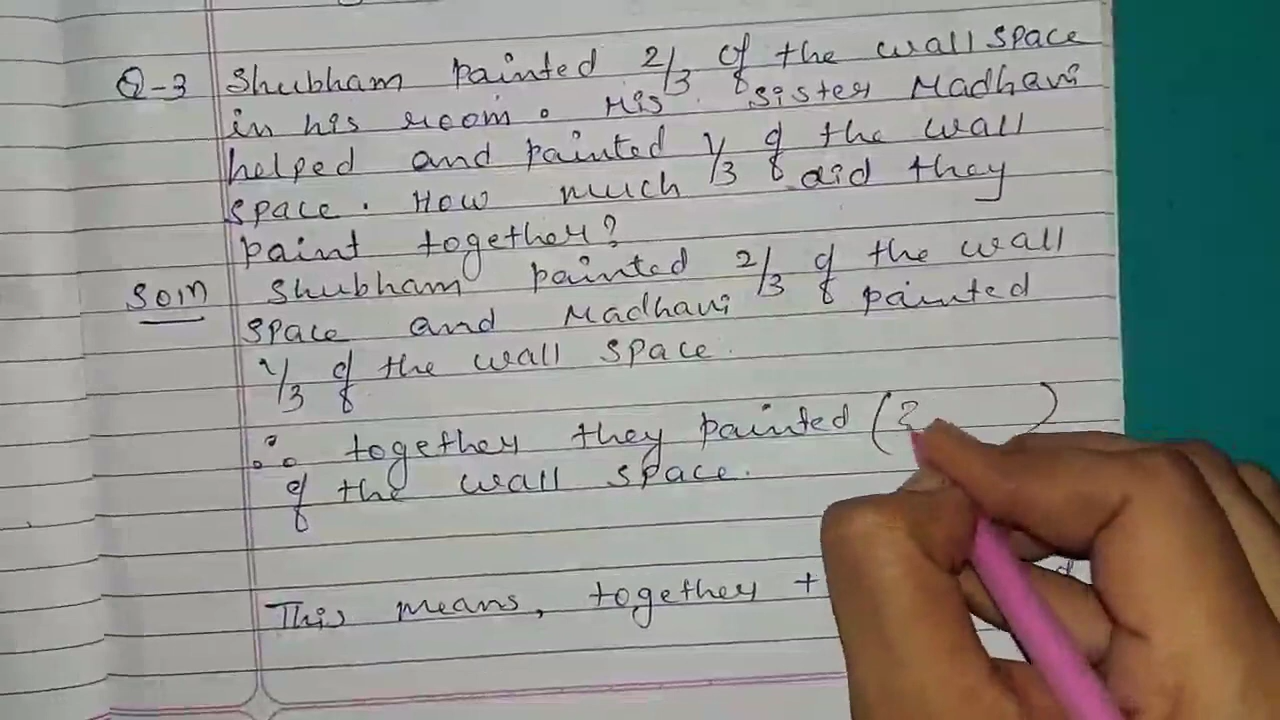 Q-3 Shubham painted 2/3 of the wall space
in his room. His sister Madhavi
helped and painted 1/3 of the wall
space. How much did they
paint together?
Soln Shubham painted 2/3 of the wall
space and Madhavi painted
1/3 of the wall space.
∴ together they painted (2 )
of the wall space.
This means, together